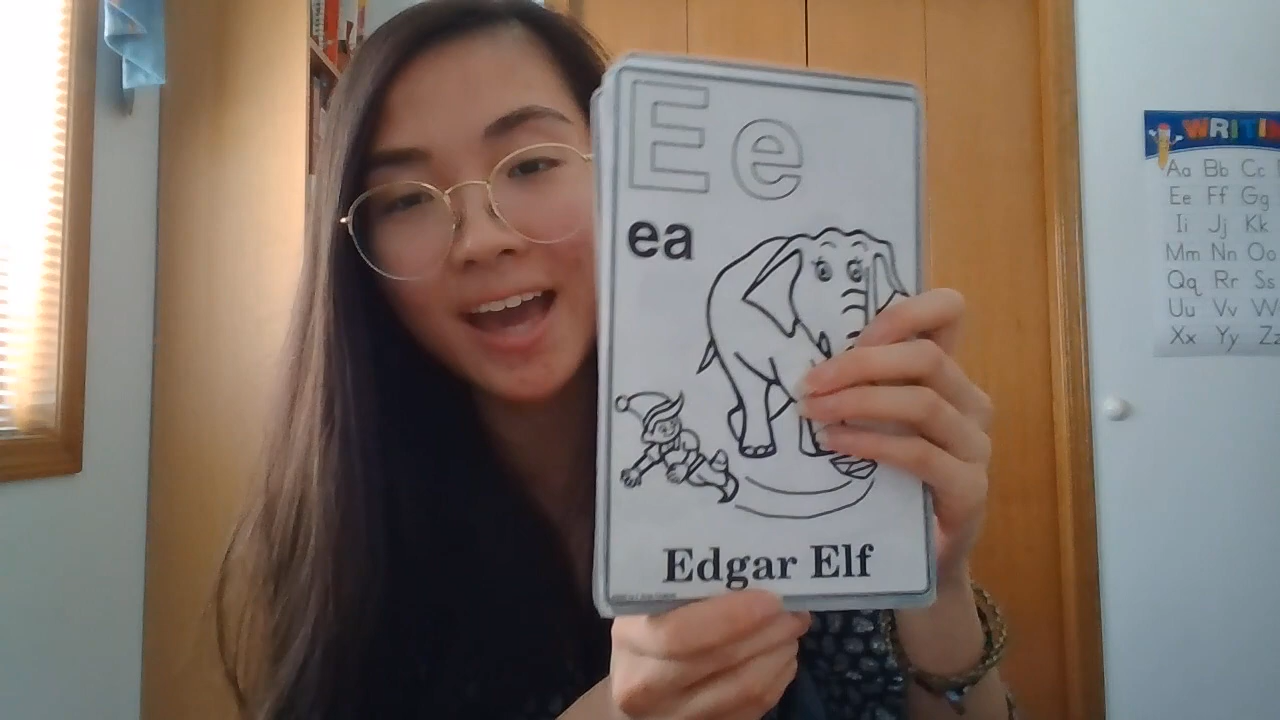 E e
ea
Edgar Elf
WRITIN
Aa Bb Cc
Ee Ff Gg
Ii Jj Kk
Mm Nn Oo
Qq Rr Ss
Uu Vv W
Xx Yy Zz